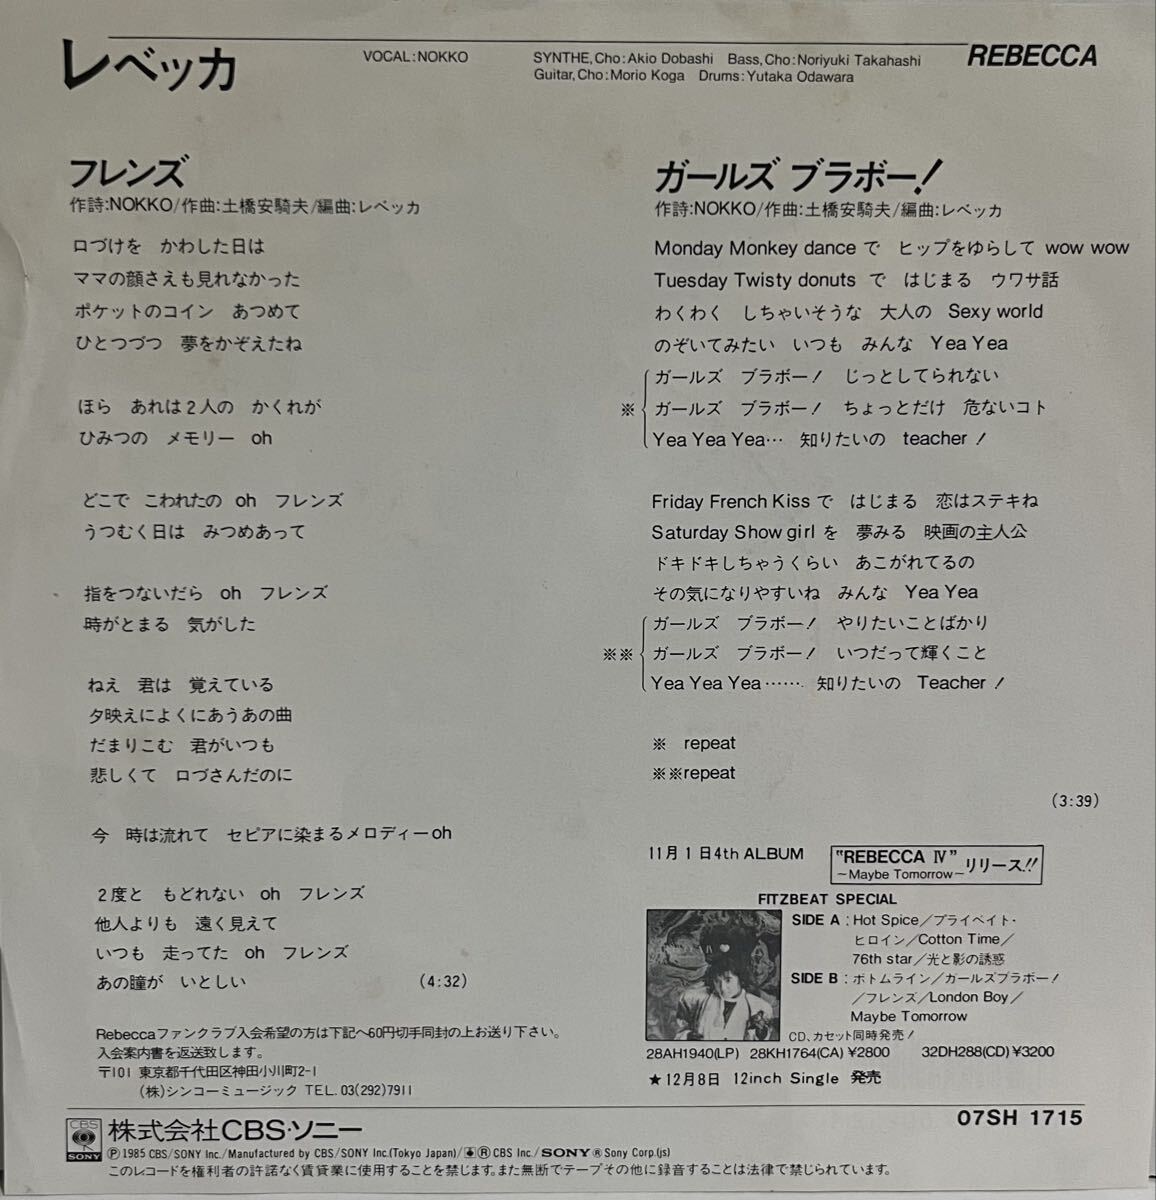 レベッカ
VOCAL:NOKKO
SYNTHE,Cho:Akio Dobashi Bass,Cho:Noriyuki Takahashi
Guitar,Cho:Morio Koga Drums:Yutaka Odawara
REBECCA
フレンズ
作詩:NOKKO/作曲:土橋安騎夫/編曲:レベッカ
口づけを かわした日は
ママの顔さえも見れなかった
ポケットのコイン あつめて
ひとつづつ 夢をかぞえたね
ほら あれは2人の かくれが
ひみつの メモリー oh
どこで こわれたの oh フレンズ
うつむく日は みつめあって
指をつないだら oh フレンズ
時がとまる 気がした
ねえ 君は 覚えている
夕映えによくにあうあの曲
だまりこむ 君がいつも
悲しくて 口づさんだのに
今 時は流れて セピアに染まるメロディー oh
2度と もどれない oh フレンズ
他人よりも 遠く見えて
いつも 走ってた oh フレンズ
あの瞳が いとしい (4:32)
Rebeccaファンクラブ入会希望の方は下記へ60円切手同封の上お送り下さい。
入会案内書を返送致します。
〒101 東京都千代田区神田小川町2-1
(株)シンコーミュージック TEL.03(292)7911
ガールズ ブラボー!
作詩:NOKKO/作曲:土橋安騎夫/編曲:レベッカ
Monday Monkey dance で ヒップをゆらして wow wow
Tuesday Twisty donuts で はじまる ウワサ話
わくわく しちゃいそうな 大人の Sexy world
のぞいてみたい いつも みんな Yea Yea
ガールズ ブラボー! じっとしてられない
※ ガールズ ブラボー! ちょっとだけ 危ないコト
Yea Yea Yea… 知りたいの teacher!
Friday French Kiss で はじまる 恋はステキね
Saturday Show girl を 夢みる 映画の主人公
ドキドキしちゃうくらい あこがれてるの
その気になりやすいね みんな Yea Yea
ガールズ ブラボー! やりたいことばかり
※※ ガールズ ブラボー! いつだって輝くこと
Yea Yea Yea…… 知りたいの Teacher!
※ repeat
※※repeat
(3:39)
11月1日4th ALBUM "REBECCA Ⅳ" ~Maybe Tomorrow~ リリース!!
FITZBEAT SPECIAL
SIDE A:Hot Spice/プライベイト・
ヒロイン/Cotton Time/
76th star/光と影の誘惑
SIDE B:ボトムライン/ガールズブラボー!
/フレンズ/London Boy/
Maybe Tomorrow
CD、カセット同時発売!
28AH1940(LP) 28KH1764(CA)¥2800 32DH288(CD)¥3200
★12月8日 12inch Single 発売
07SH 1715
CBS
SONY
株式会社CBS・ソニー
Ⓟ1985 CBS/SONY Inc./Manufactured by CBS/SONY Inc.(Tokyo Japan)/ Ⓡ CBS Inc./SONY® Sony Corp.(js)
このレコードを権利者の許諾なく賃貸業に使用することを禁じます。また無断でテープその他に録音することは法律で禁じられています。